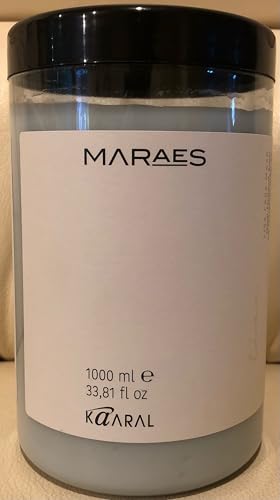 MARAES
1000 ml e
33,81 fl oz
KAARAL